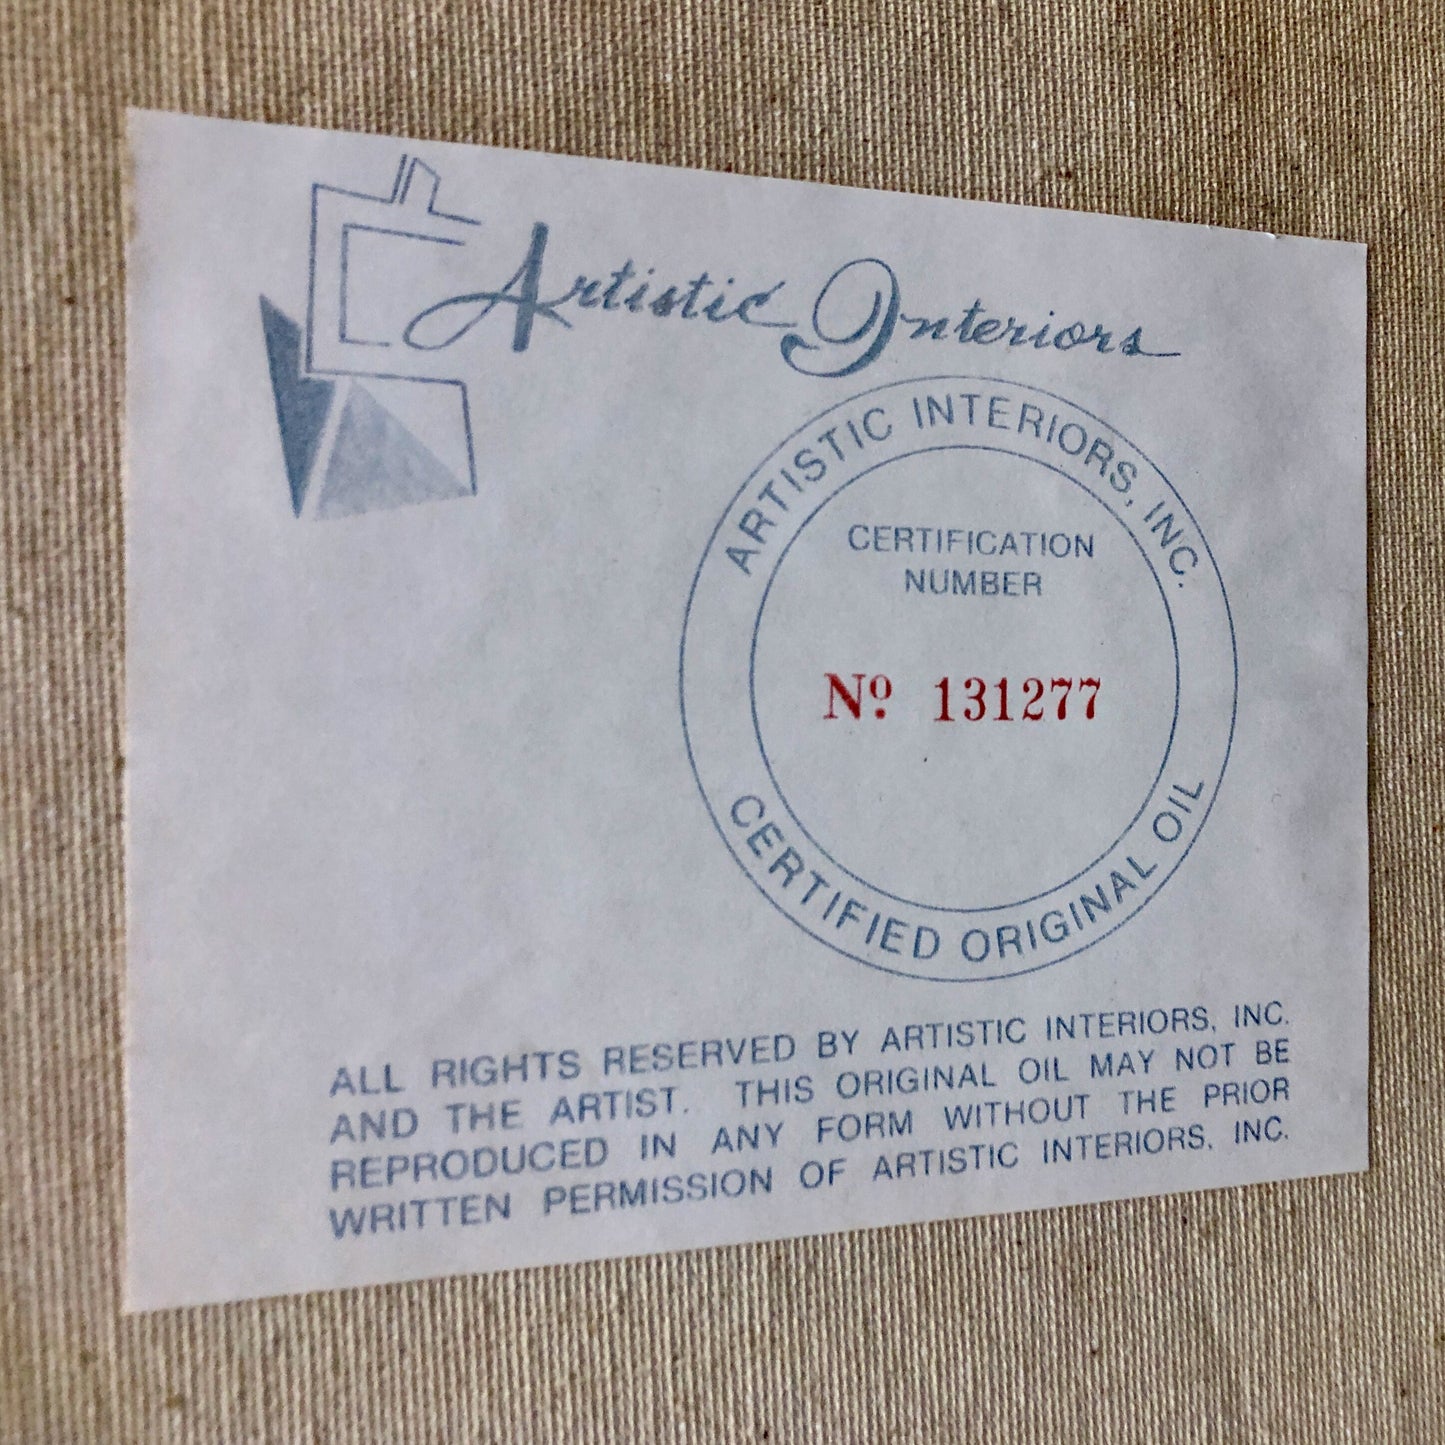 Artistic Interiors
ARTISTIC INTERIORS, INC.
CERTIFICATION
NUMBER
Nº 131277
CERTIFIED ORIGINAL OIL
ALL RIGHTS RESERVED BY ARTISTIC INTERIORS, INC.
AND THE ARTIST. THIS ORIGINAL OIL MAY NOT BE
REPRODUCED IN ANY FORM WITHOUT THE PRIOR
WRITTEN PERMISSION OF ARTISTIC INTERIORS, INC.